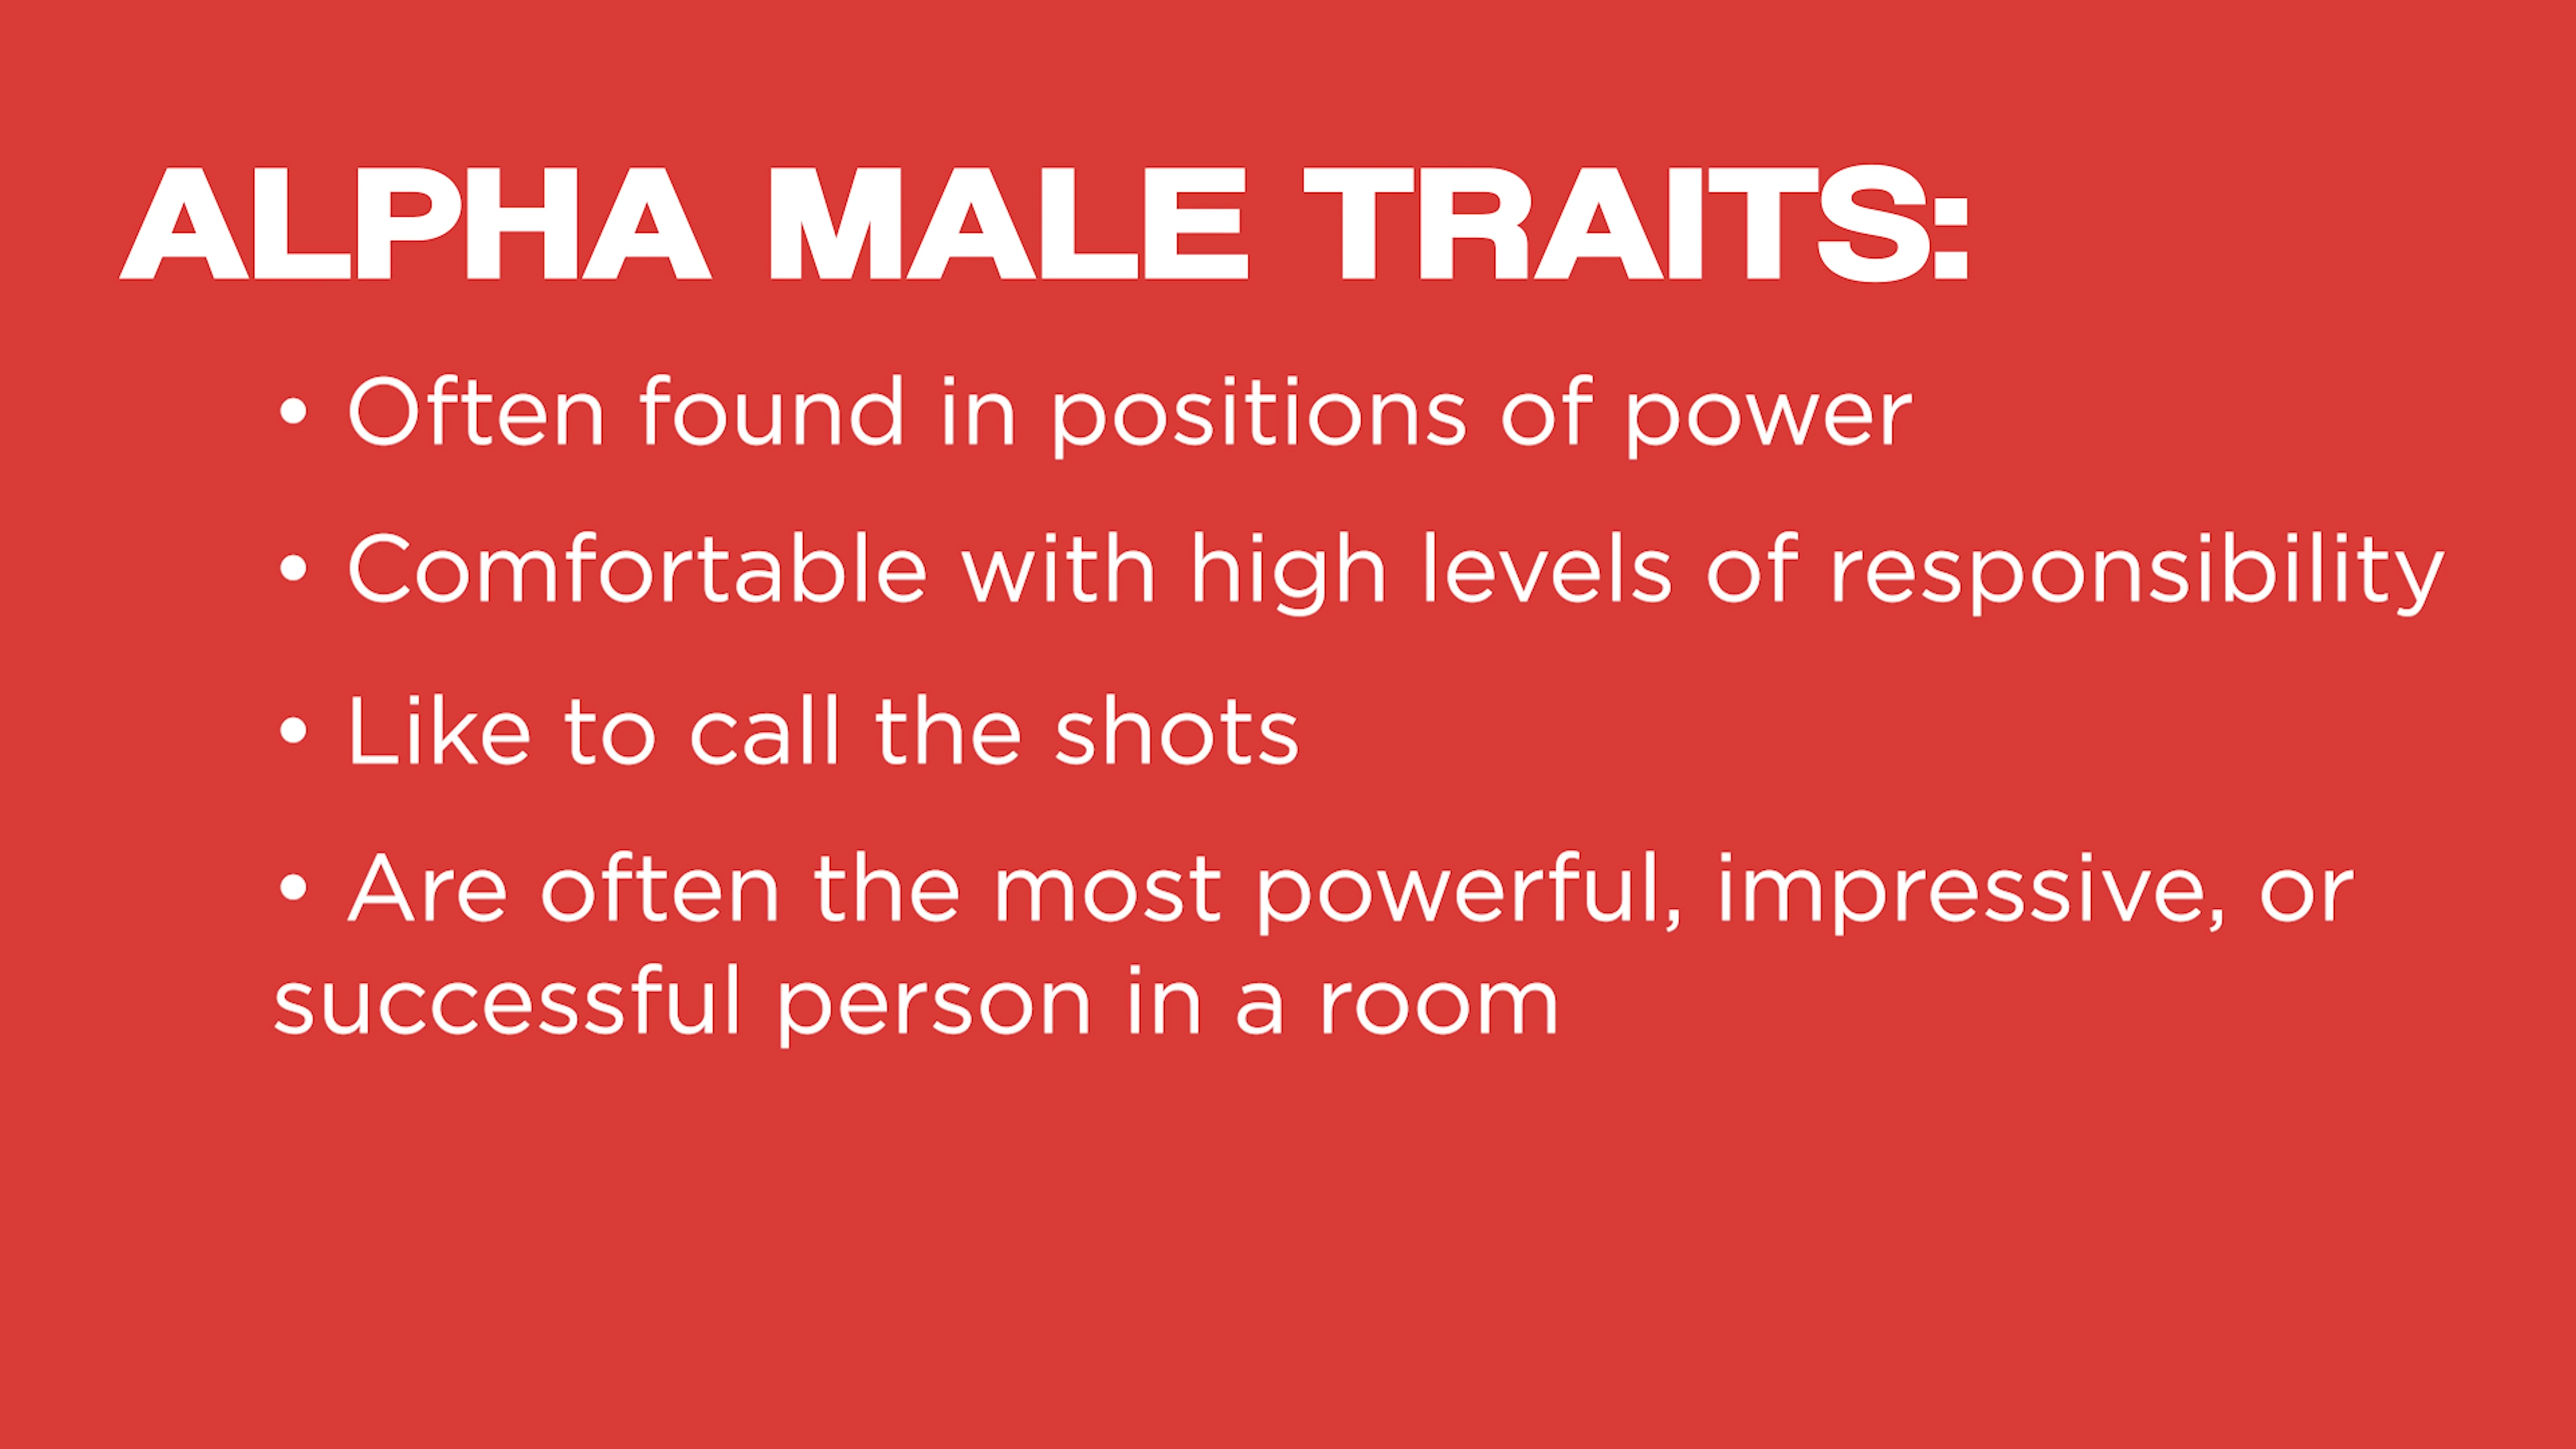 ALPHA MALE TRAITS:
• Often found in positions of power
• Comfortable with high levels of responsibility
• Like to call the shots
• Are often the most powerful, impressive, or
successful person in a room